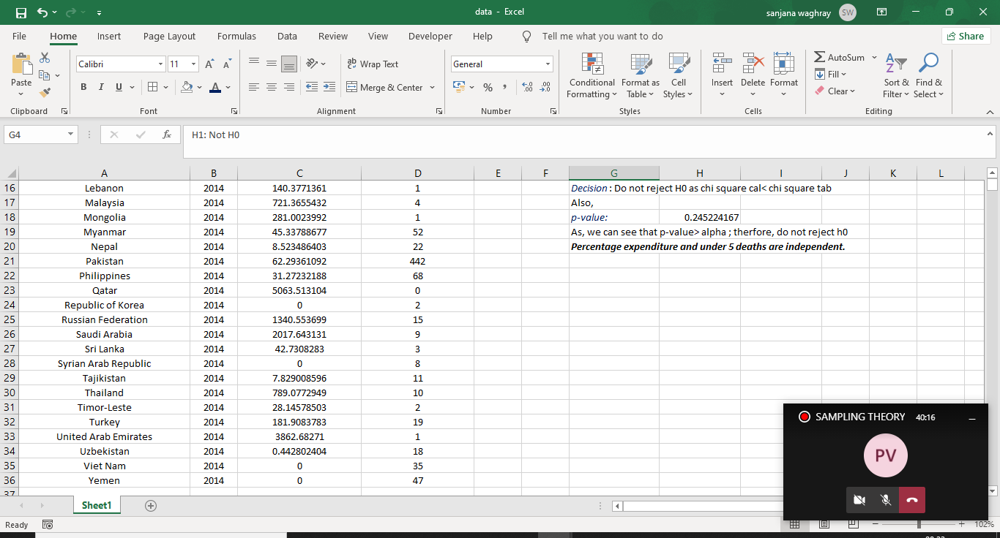 data - Excel
sanjana waghray SW
File Home Insert Page Layout Formulas Data Review View Developer Help Tell me what you want to do Share
Paste Calibri 11 A A Wrap Text General Conditional Formatting Format as Table Cell Styles Insert Delete Format AutoSum Fill Clear Sort & Filter Find & Select
B I U A Merge & Center % ,
Clipboard Font Alignment Number Styles Cells Editing
G4 fx H1: Not H0
A B C D E F G H I J K L
16 Lebanon 2014 140.3771361 1 Decision : Do not reject H0 as chi square cal< chi square tab
17 Malaysia 2014 721.3655432 4 Also,
18 Mongolia 2014 281.0023992 1 p-value: 0.245224167
19 Myanmar 2014 45.33788677 52 As, we can see that p-value> alpha ; therfore, do not reject h0
20 Nepal 2014 8.523486403 22 Percentage expenditure and under 5 deaths are independent.
21 Pakistan 2014 62.29361092 442
22 Philippines 2014 31.27232188 68
23 Qatar 2014 5063.513104 0
24 Republic of Korea 2014 0 2
25 Russian Federation 2014 1340.553699 15
26 Saudi Arabia 2014 2017.643131 9
27 Sri Lanka 2014 42.7308283 3
28 Syrian Arab Republic 2014 0 8
29 Tajikistan 2014 7.829008596 11
30 Thailand 2014 789.0772949 10
31 Timor-Leste 2014 28.14578503 2
32 Turkey 2014 181.9083783 19
33 United Arab Emirates 2014 3862.68271 1
34 Uzbekistan 2014 0.442802404 18
35 Viet Nam 2014 0 35
36 Yemen 2014 0 47
37
SAMPLING THEORY 40:16
PV
Sheet1
Ready 102%